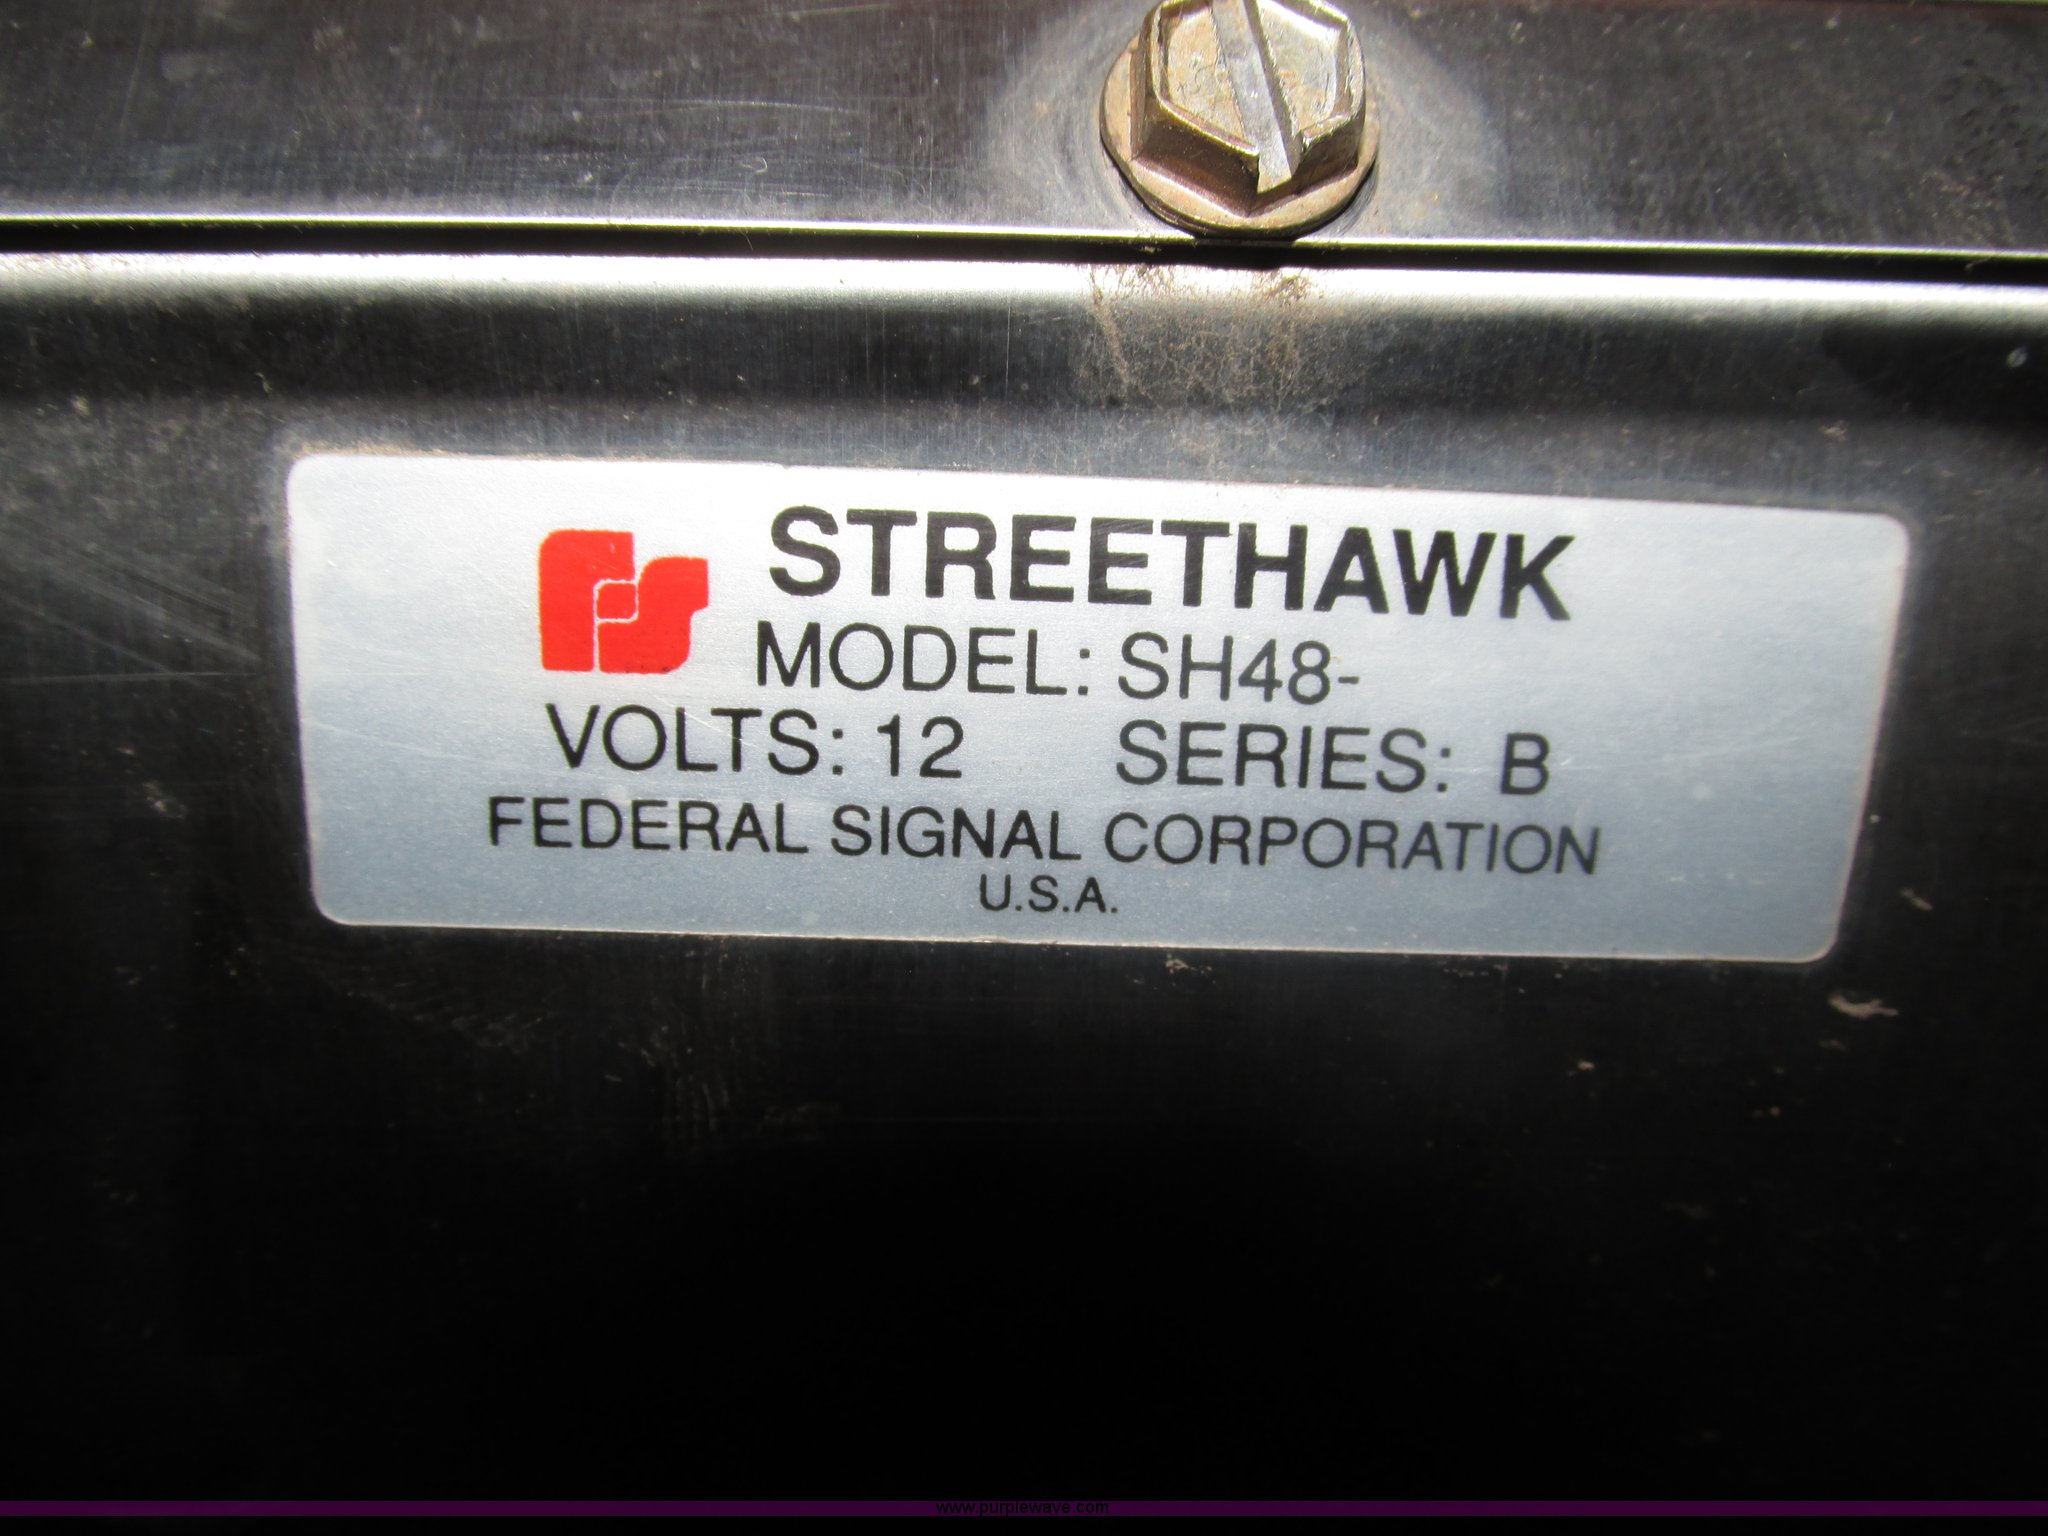 STREETHAWK
MODEL: SH48-
VOLTS: 12 SERIES: B
FEDERAL SIGNAL CORPORATION
U.S.A.
www.purplewave.com